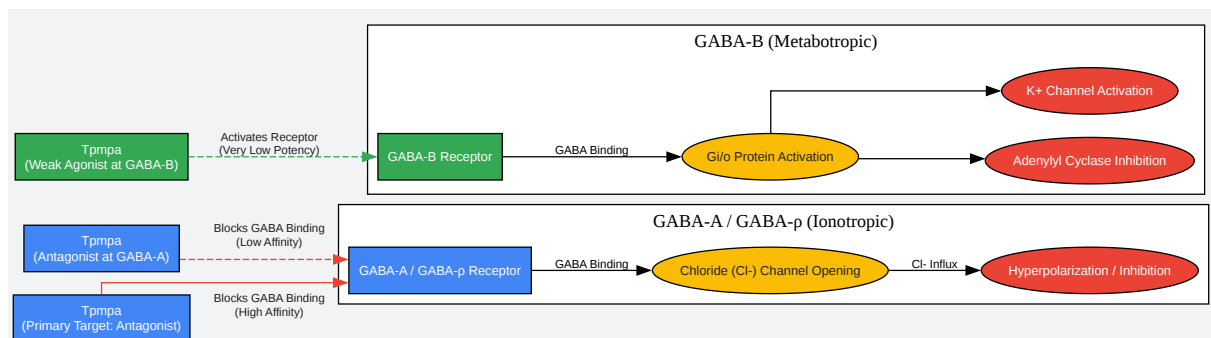 GABA-B (Metabotropic)
K+ Channel Activation
Activates Receptor
(Very Low Potency)
Tpmpa
(Weak Agonist at GABA-B)
GABA-B Receptor
GABA Binding
Gi/o Protein Activation
Adenylyl Cyclase Inhibition
GABA-A / GABA-ρ (Ionotropic)
Tpmpa
(Antagonist at GABA-A)
Blocks GABA Binding
(Low Affinity)
GABA-A / GABA-ρ Receptor
GABA Binding
Chloride (Cl-) Channel Opening
Cl- Influx
Hyperpolarization / Inhibition
Blocks GABA Binding
(High Affinity)
Tpmpa
(Primary Target: Antagonist)